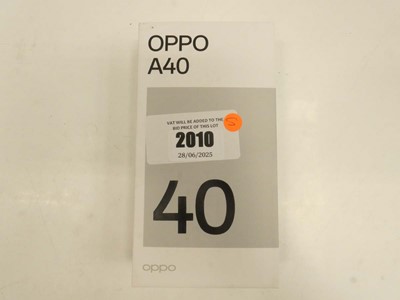 OPPO
A40
VAT WILL BE ADDED TO THE
BID PRICE OF THIS LOT
2010
28/06/2025
40
oppo